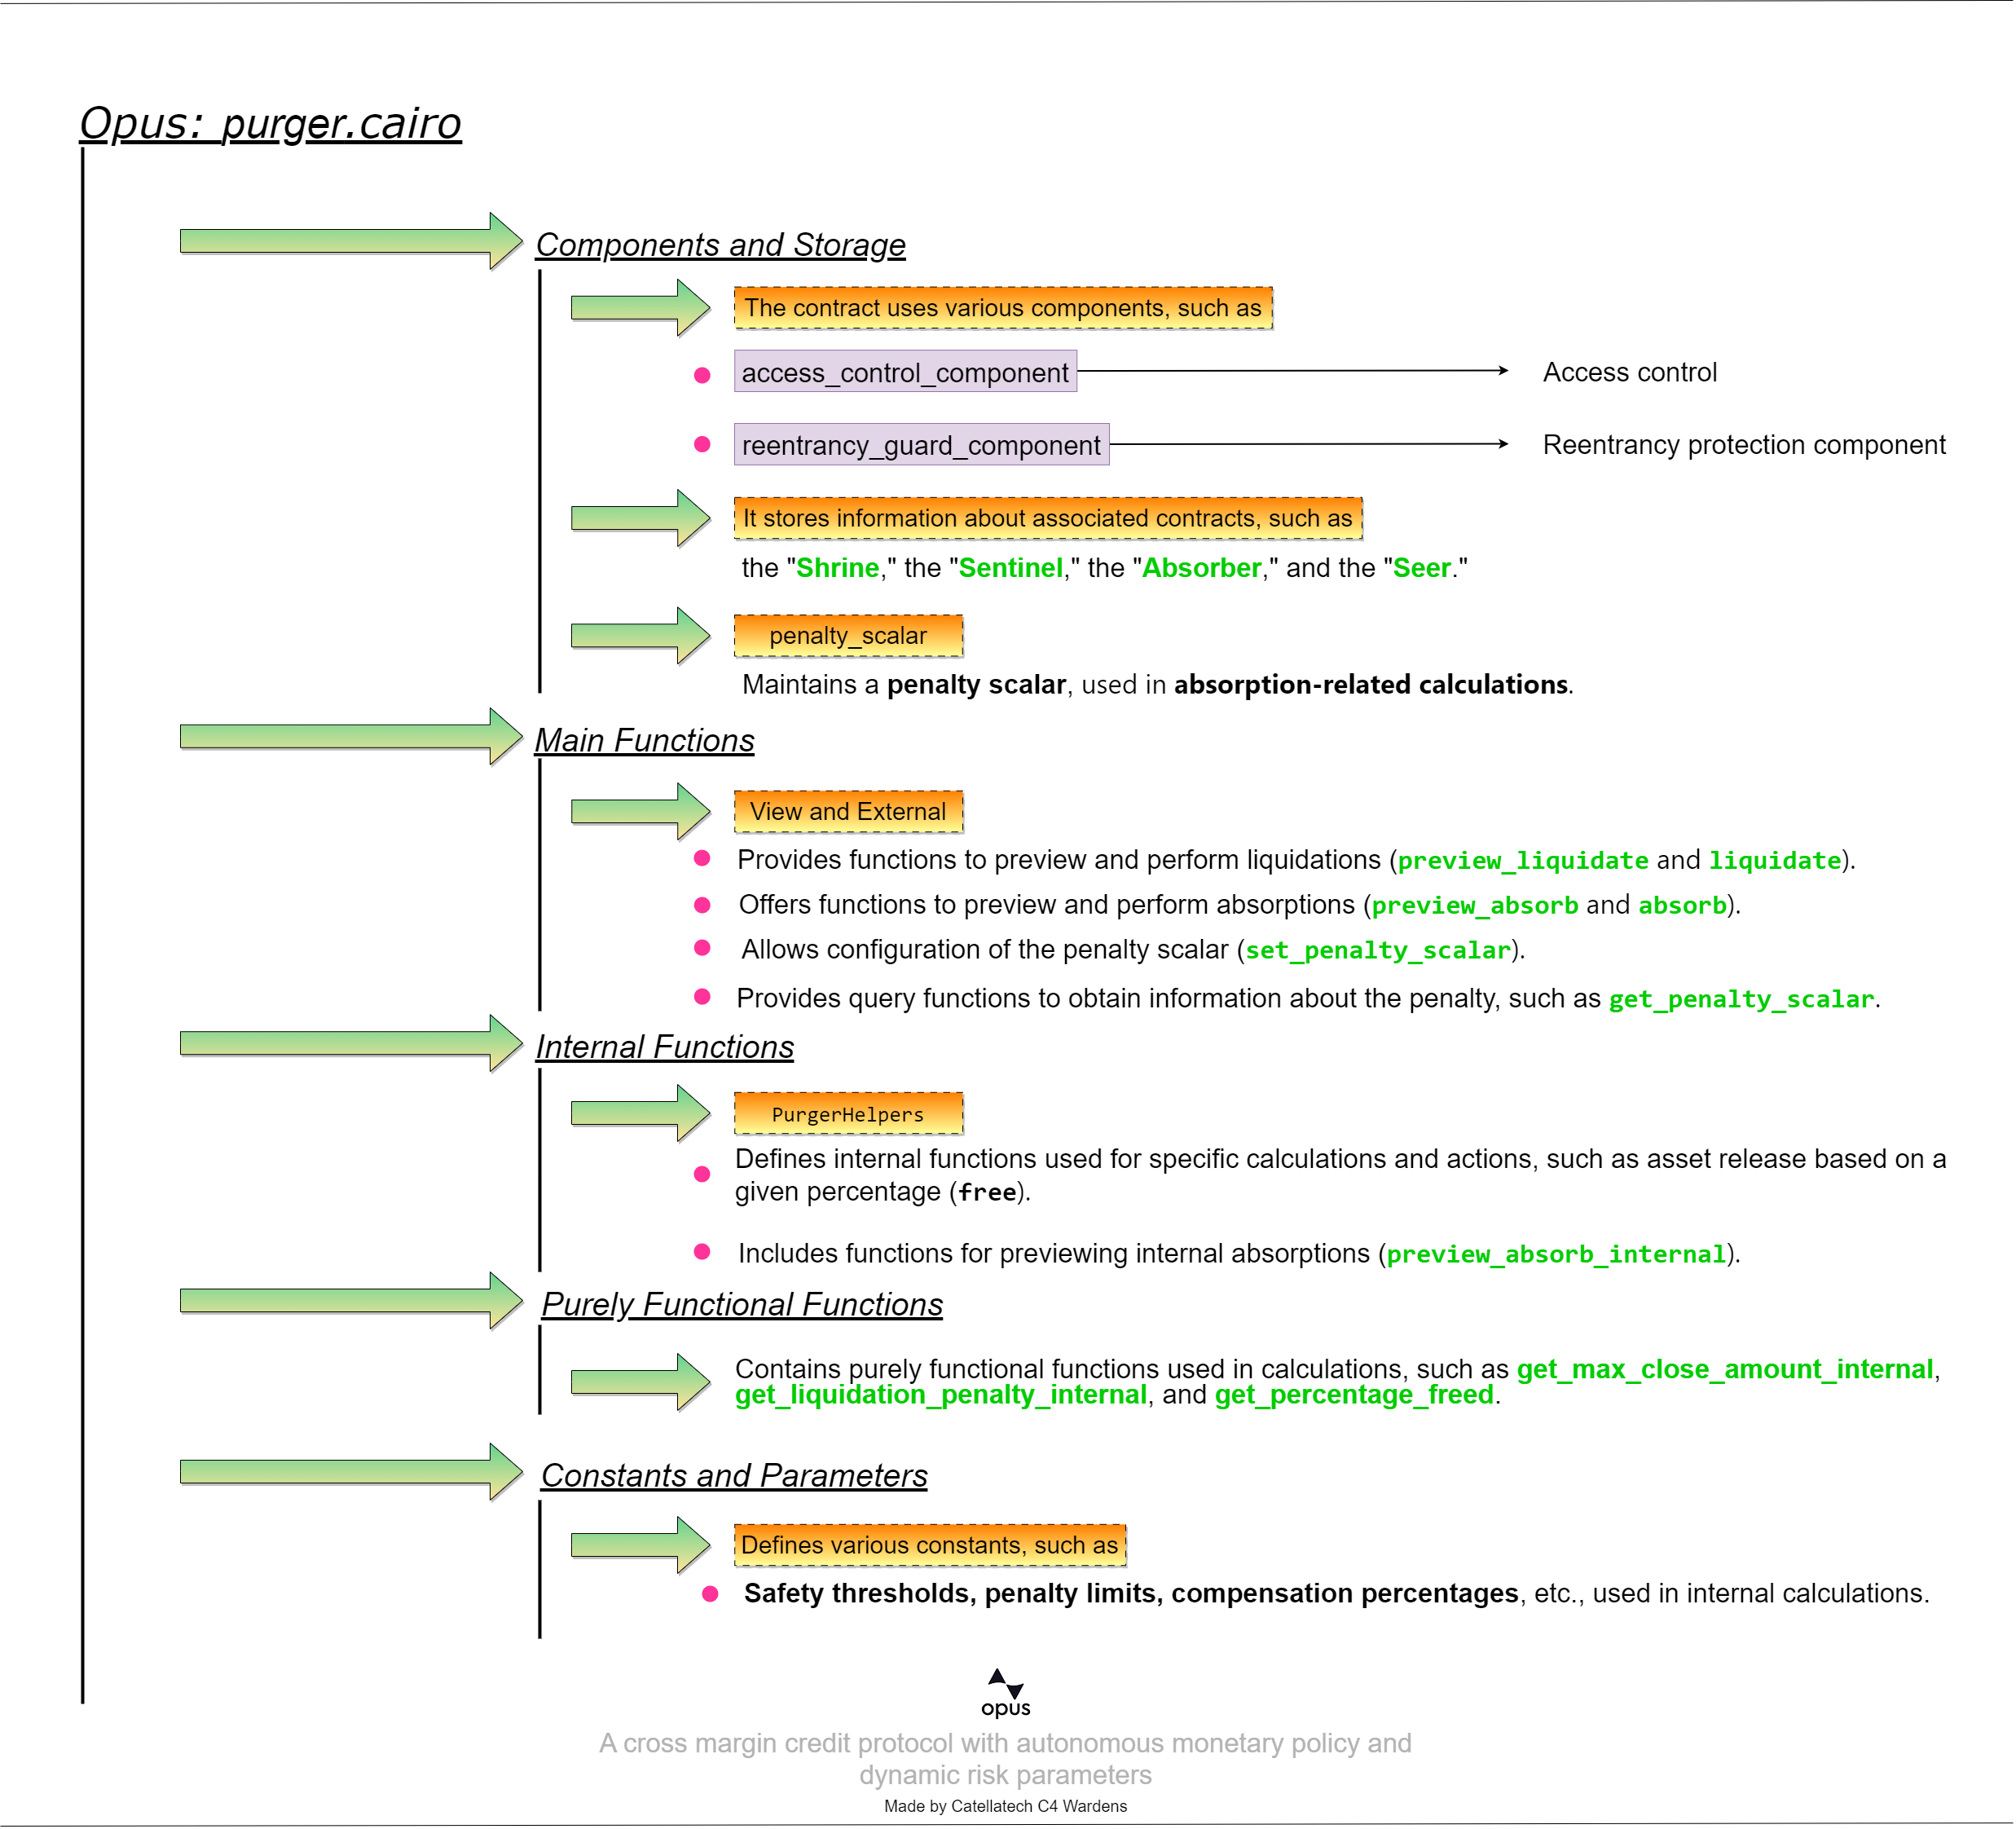 Opus: purger.cairo
Components and Storage
The contract uses various components, such as
access_control_component
Access control
reentrancy_guard_component
Reentrancy protection component
It stores information about associated contracts, such as
the "Shrine," the "Sentinel," the "Absorber," and the "Seer."
penalty_scalar
Maintains a penalty scalar, used in absorption-related calculations.
Main Functions
View and External
Provides functions to preview and perform liquidations (preview_liquidate and liquidate).
Offers functions to preview and perform absorptions (preview_absorb and absorb).
Allows configuration of the penalty scalar (set_penalty_scalar).
Provides query functions to obtain information about the penalty, such as get_penalty_scalar.
Internal Functions
PurgerHelpers
Defines internal functions used for specific calculations and actions, such as asset release based on a
given percentage (free).
Includes functions for previewing internal absorptions (preview_absorb_internal).
Purely Functional Functions
Contains purely functional functions used in calculations, such as get_max_close_amount_internal,
get_liquidation_penalty_internal, and get_percentage_freed.
Constants and Parameters
Defines various constants, such as
Safety thresholds, penalty limits, compensation percentages, etc., used in internal calculations.
opus
A cross margin credit protocol with autonomous monetary policy and
dynamic risk parameters
Made by Catellatech C4 Wardens